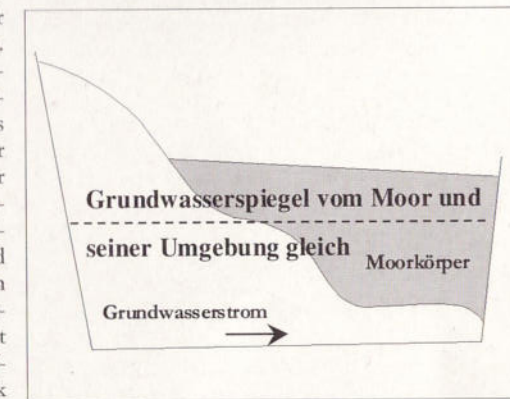 Grundwasserspiegel vom Moor und
seiner Umgebung gleich
Moorkörper
Grundwasserstrom